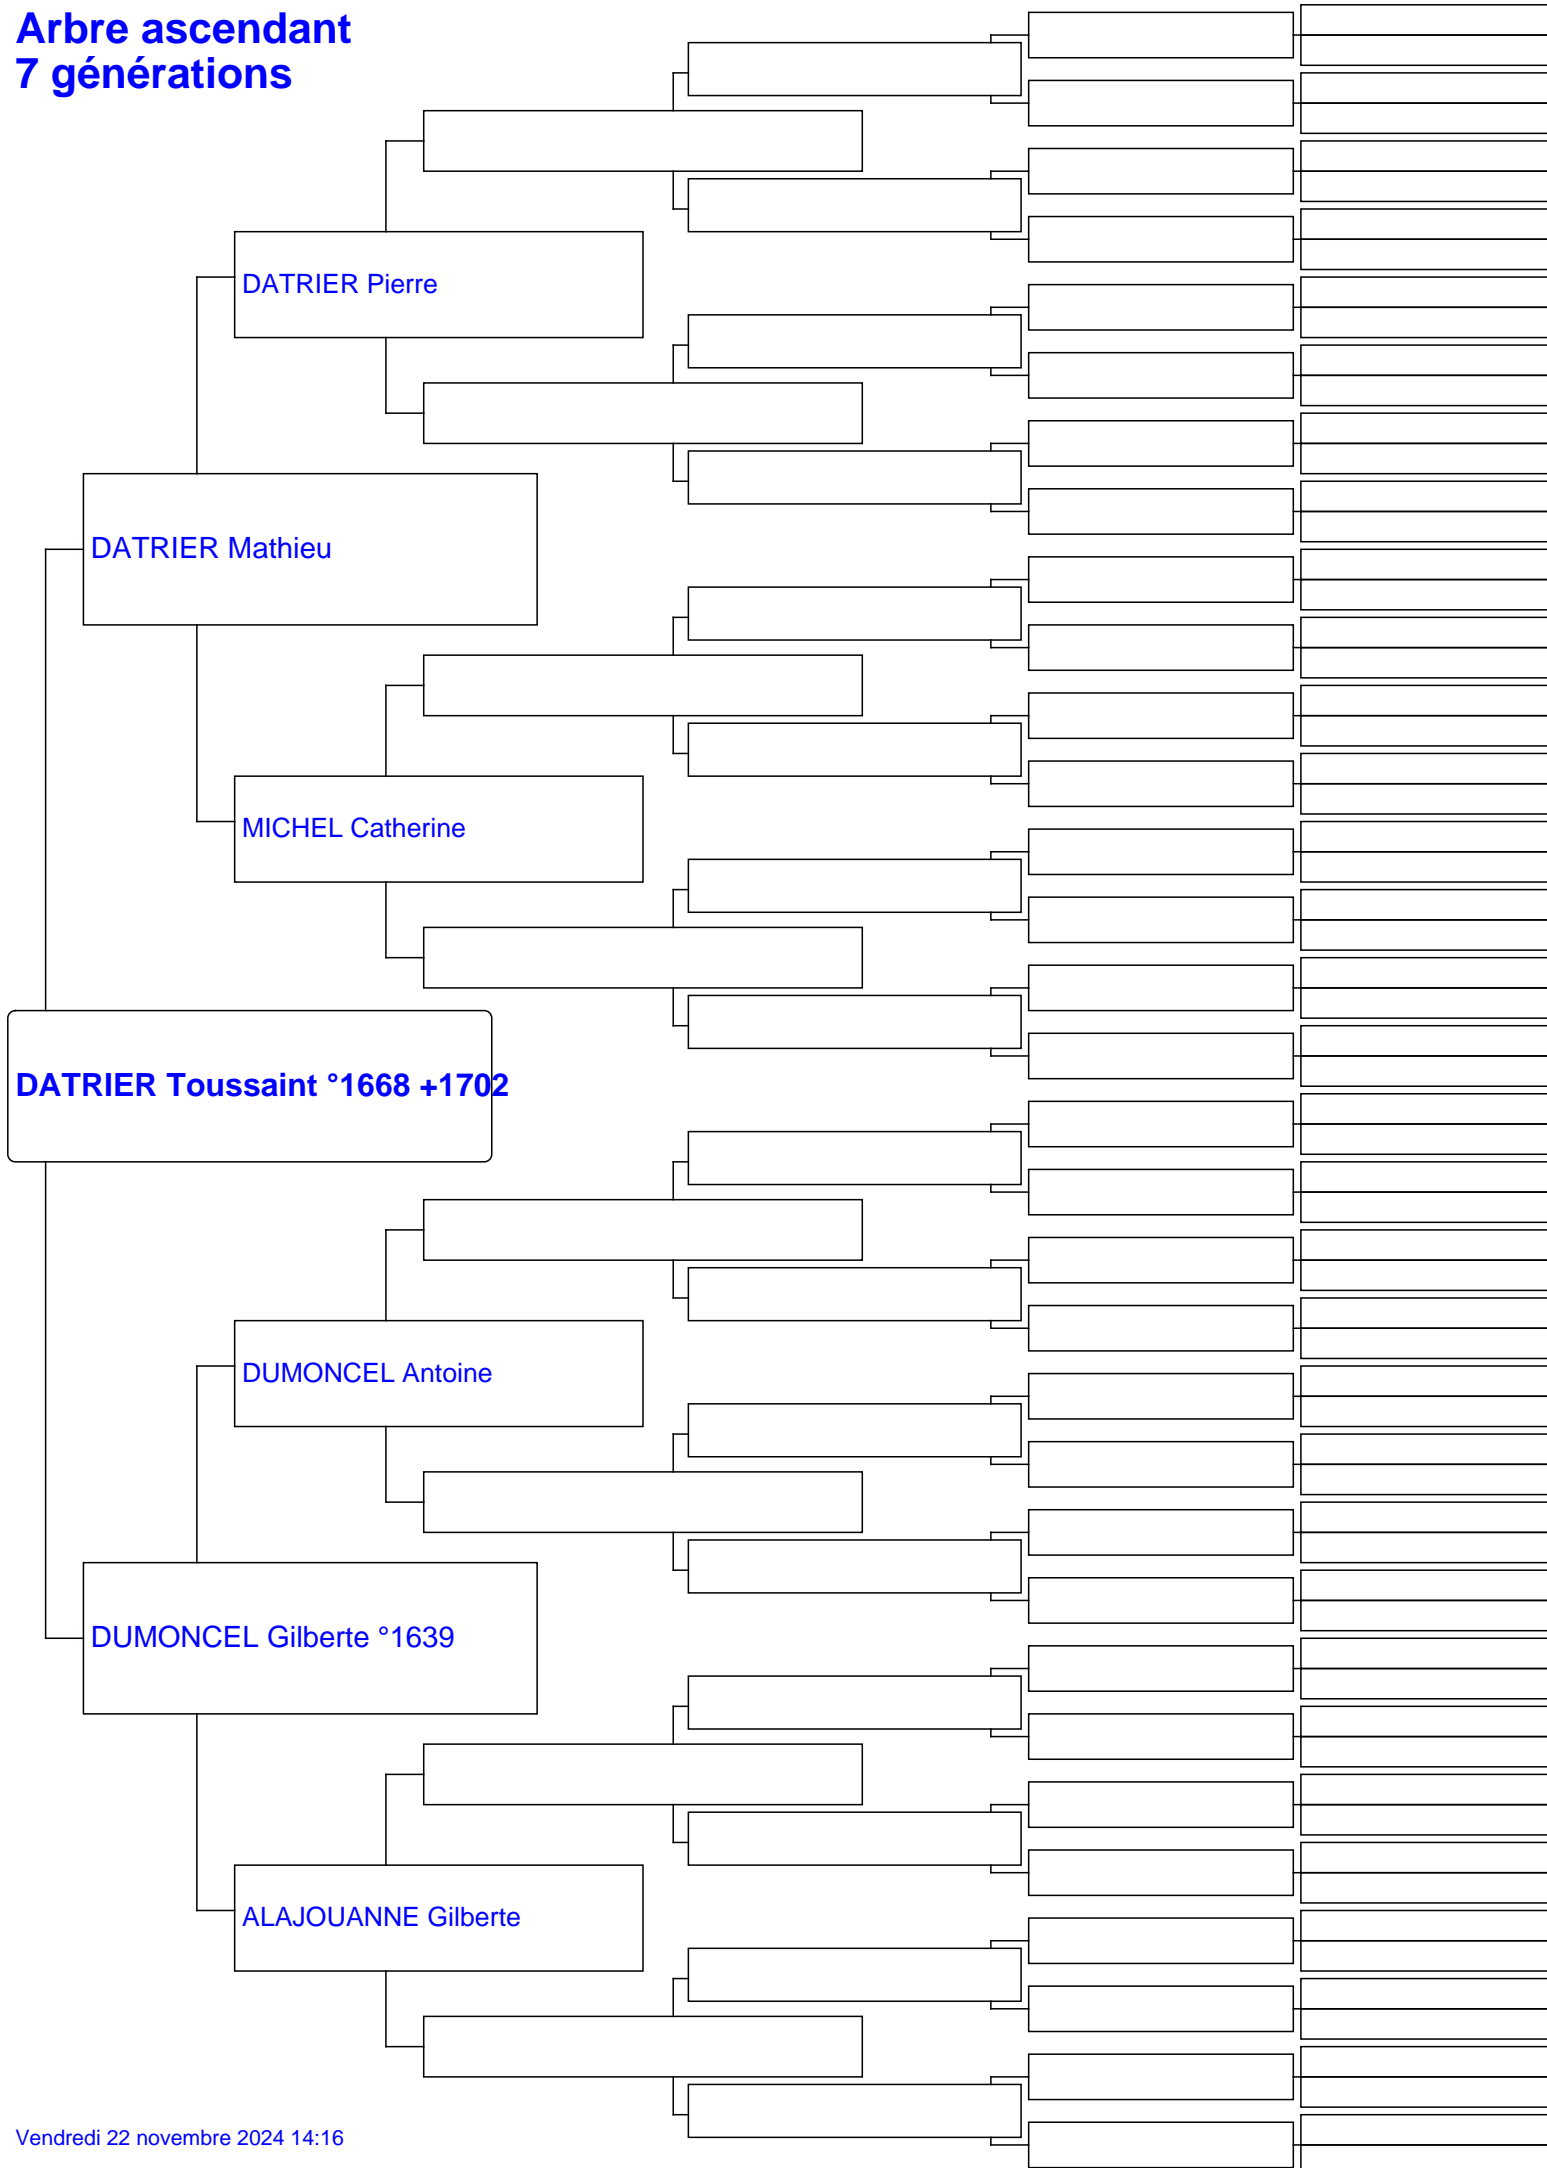 Arbre ascendant
7 générations
DATRIER Pierre
DATRIER Mathieu
MICHEL Catherine
DATRIER Toussaint °1668 +1702
DUMONCEL Antoine
DUMONCEL Gilberte °1639
ALAJOUANNE Gilberte
Vendredi 22 novembre 2024 14:16